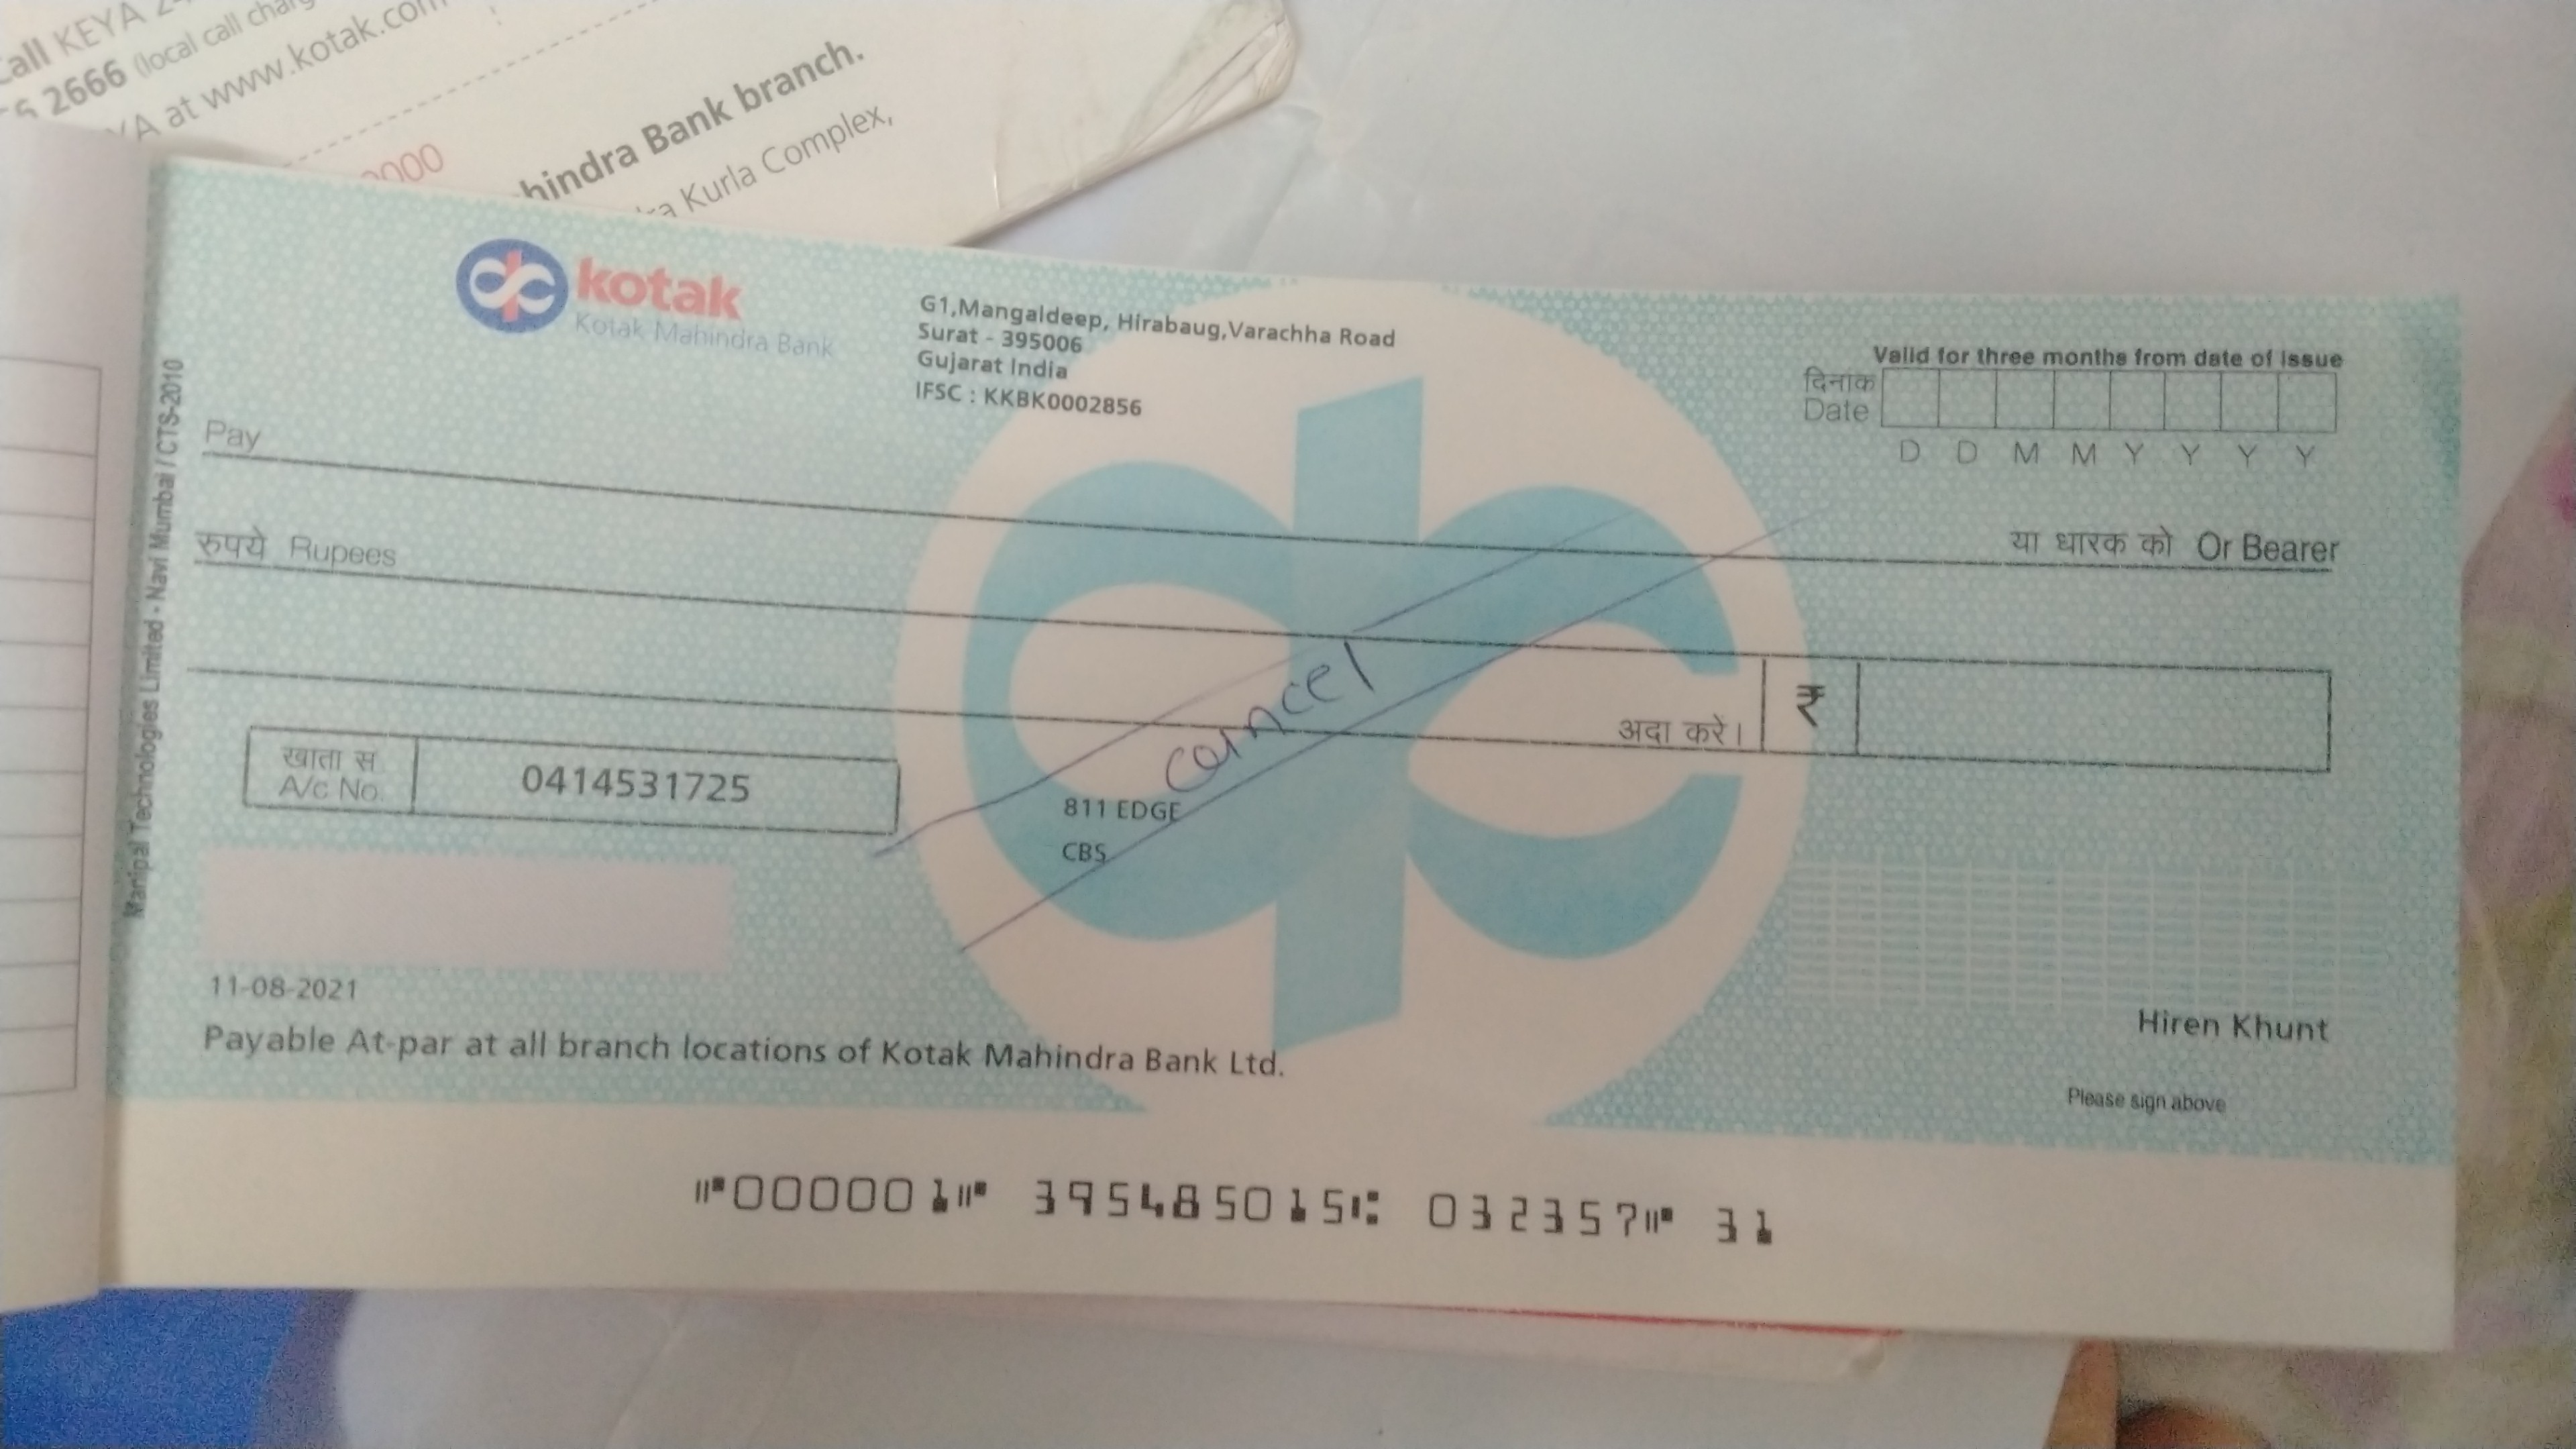 Call KEYA
2666 (local call
at www.kotak.com
000
hindra Bank branch.
Kurla Complex,
Manipal Technologies Limited - Navi Mumbai / CTS-2010
kotak
Kotak Mahindra Bank
G1,Mangaldeep, Hirabaug,Varachha Road
Surat - 395006
Gujarat India
IFSC : KKBK0002856
Valid for three months from date of issue
दिनांक
Date
D D M M Y Y Y Y
Pay
या धारक को Or Bearer
रुपये Rupees
अदा करें।
₹
खाता सं
A/c No.
0414531725
cancel
811 EDGE
CBS
11-08-2021
Payable At-par at all branch locations of Kotak Mahindra Bank Ltd.
Hiren Khunt
Please sign above
⑈000001⑈ 395485015⑆ 032357⑈ 31